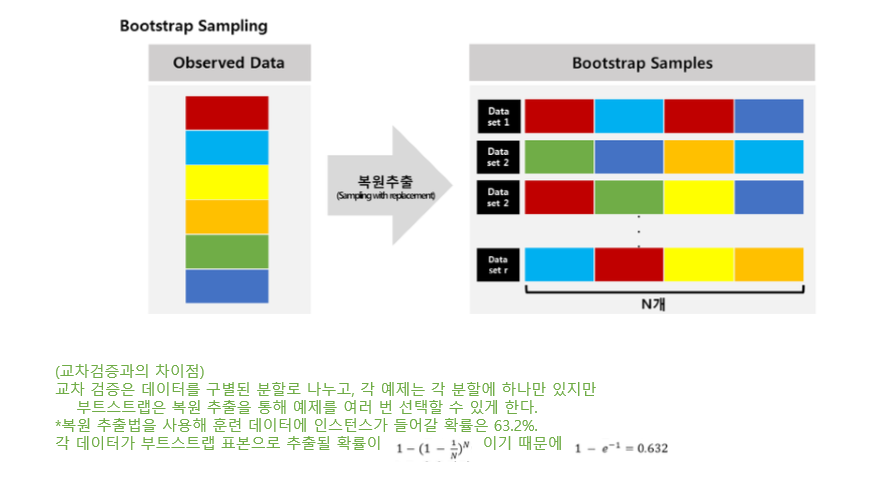 Bootstrap Sampling
Observed Data
Bootstrap Samples
Data
set 1
Data
set 2
복원추출
(Sampling with replacement)
Data
set 2
Data
set r
N개
(교차검증과의 차이점)
교차 검증은 데이터를 구별된 분할로 나누고, 각 예제는 각 분할에 하나만 있지만
부트스트랩은 복원 추출을 통해 예제를 여러 번 선택할 수 있게 한다.
*복원 추출법을 사용해 훈련 데이터에 인스턴스가 들어갈 확률은 63.2%.
각 데이터가 부트스트랩 표본으로 추출될 확률이 1 − (1 − 1/N)^N 이기 때문에 1 − e^−1 = 0.632